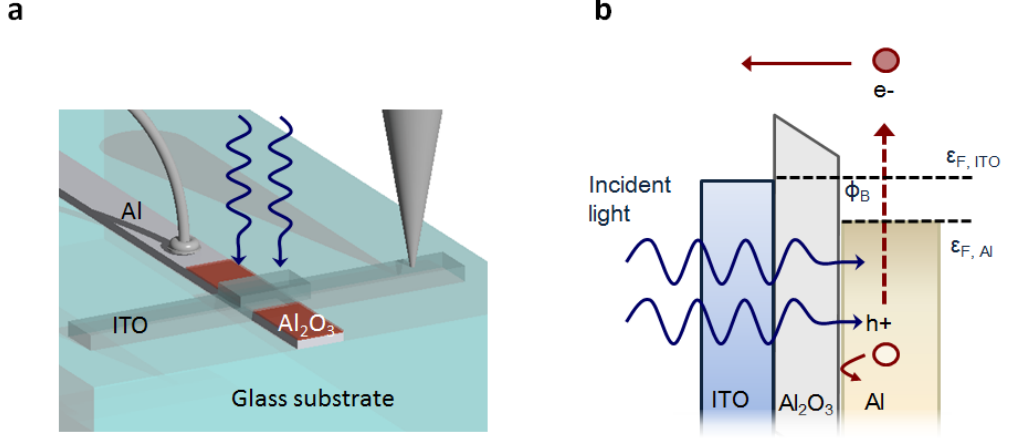 a
Al
ITO
Al₂O₃
Glass substrate
b
e-
εF, ITO
ϕB
Incident
light
εF, Al
h+
ITO
Al₂O₃
Al